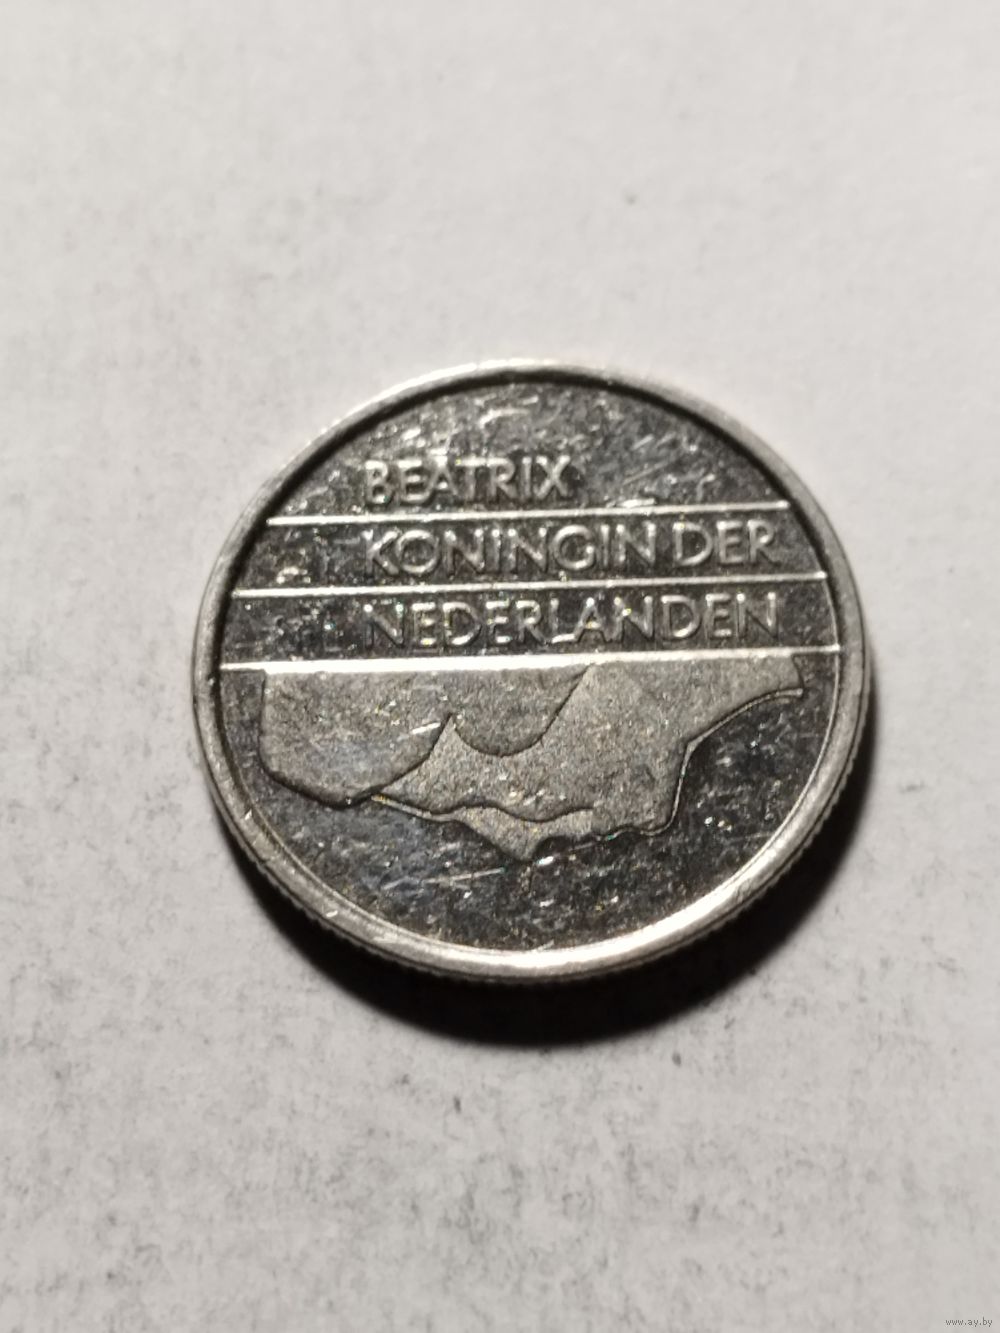 BEATRIX
KONINGIN DER
NEDERLANDEN
www.ay.by